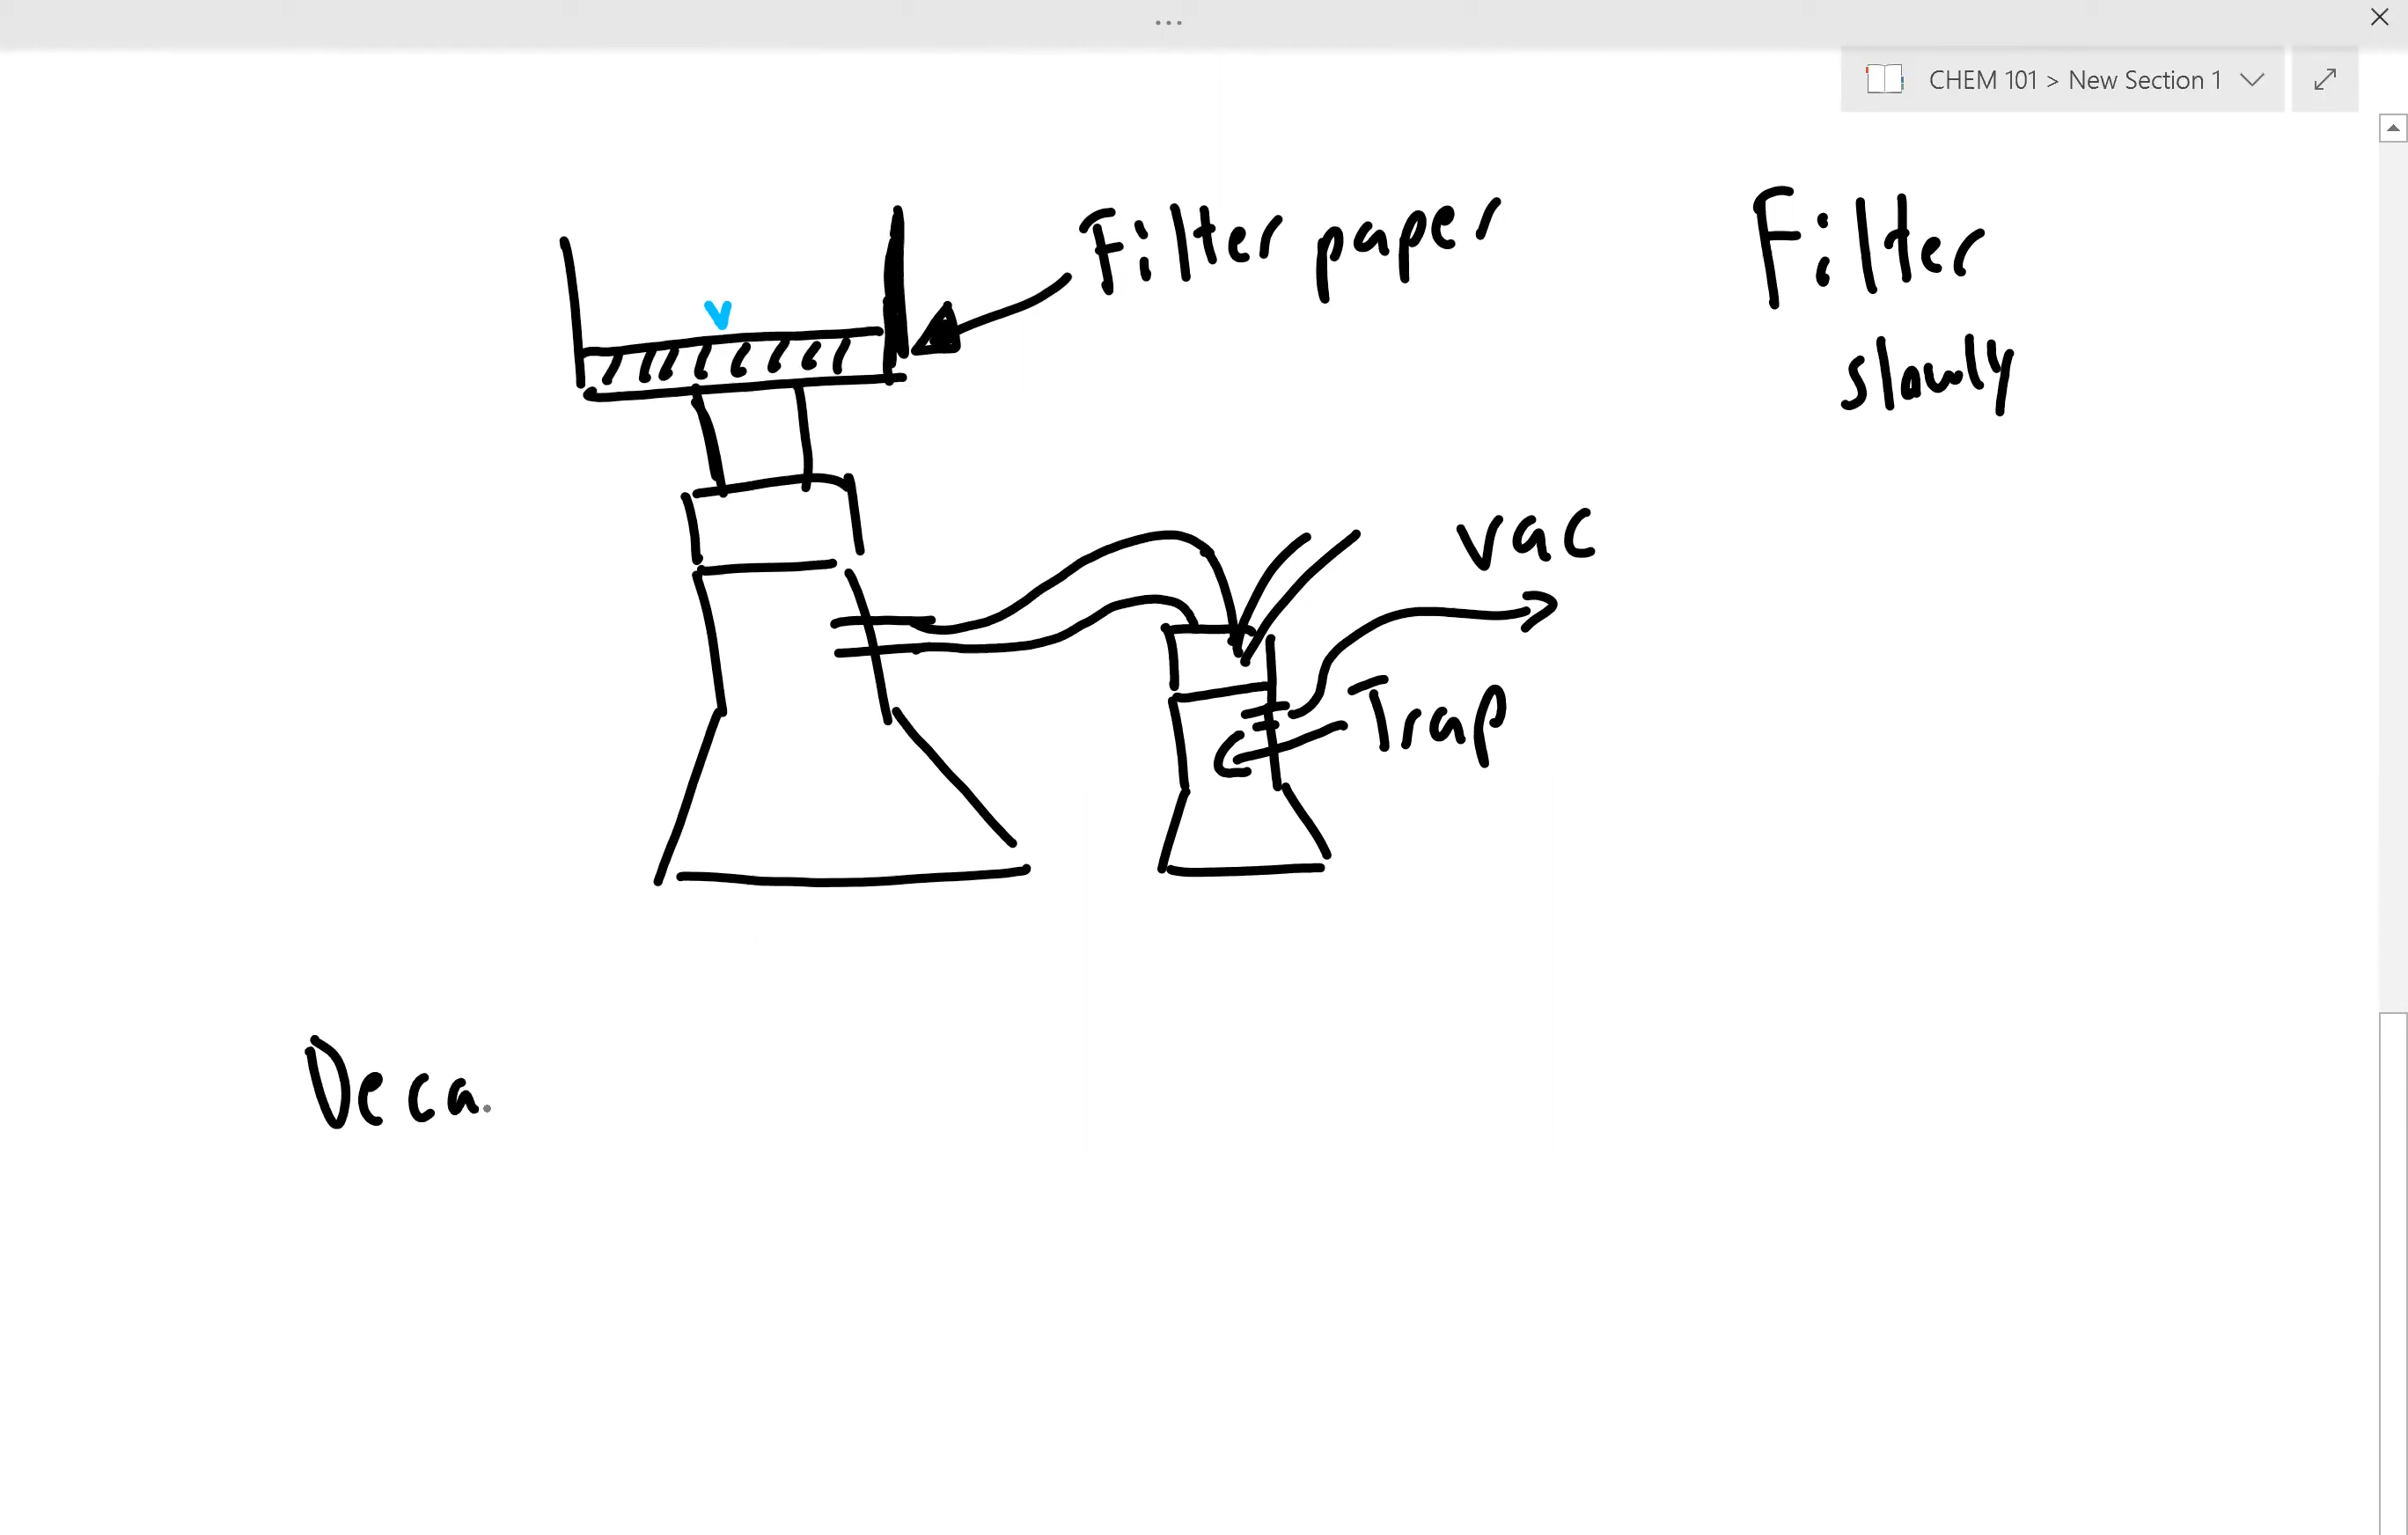 CHEM 101 > New Section 1
Filter paper
Filter
slowly
vac
Trap
Deca